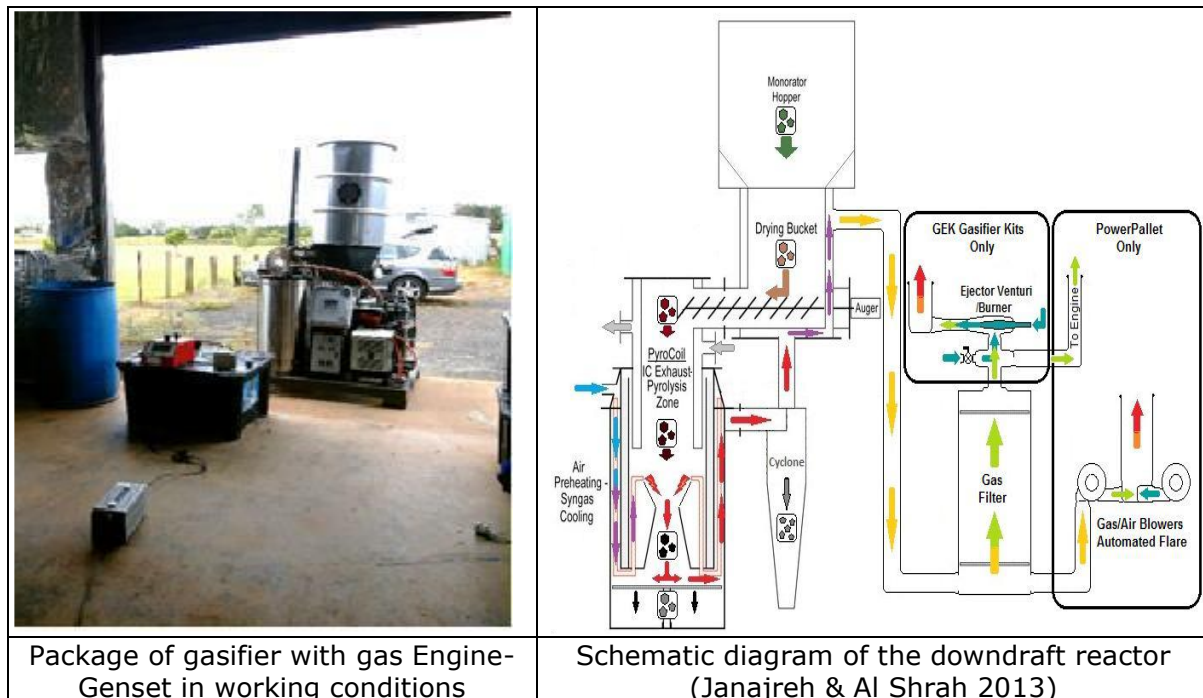 Monorator
Hopper
Drying Bucket
Auger
PyroCoil
IC Exhaust-
Pyrolysis
Zone
Air
Preheating -
Syngas
Cooling
Cyclone
GEK Gasifier Kits
Only
Ejector Venturi
/Burner
PowerPallet
Only
To Engine
Gas
Filter
Gas/Air Blowers
Automated Flare
Package of gasifier with gas Engine-
Genset in working conditions
Schematic diagram of the downdraft reactor
(Janajreh & Al Shrah 2013)